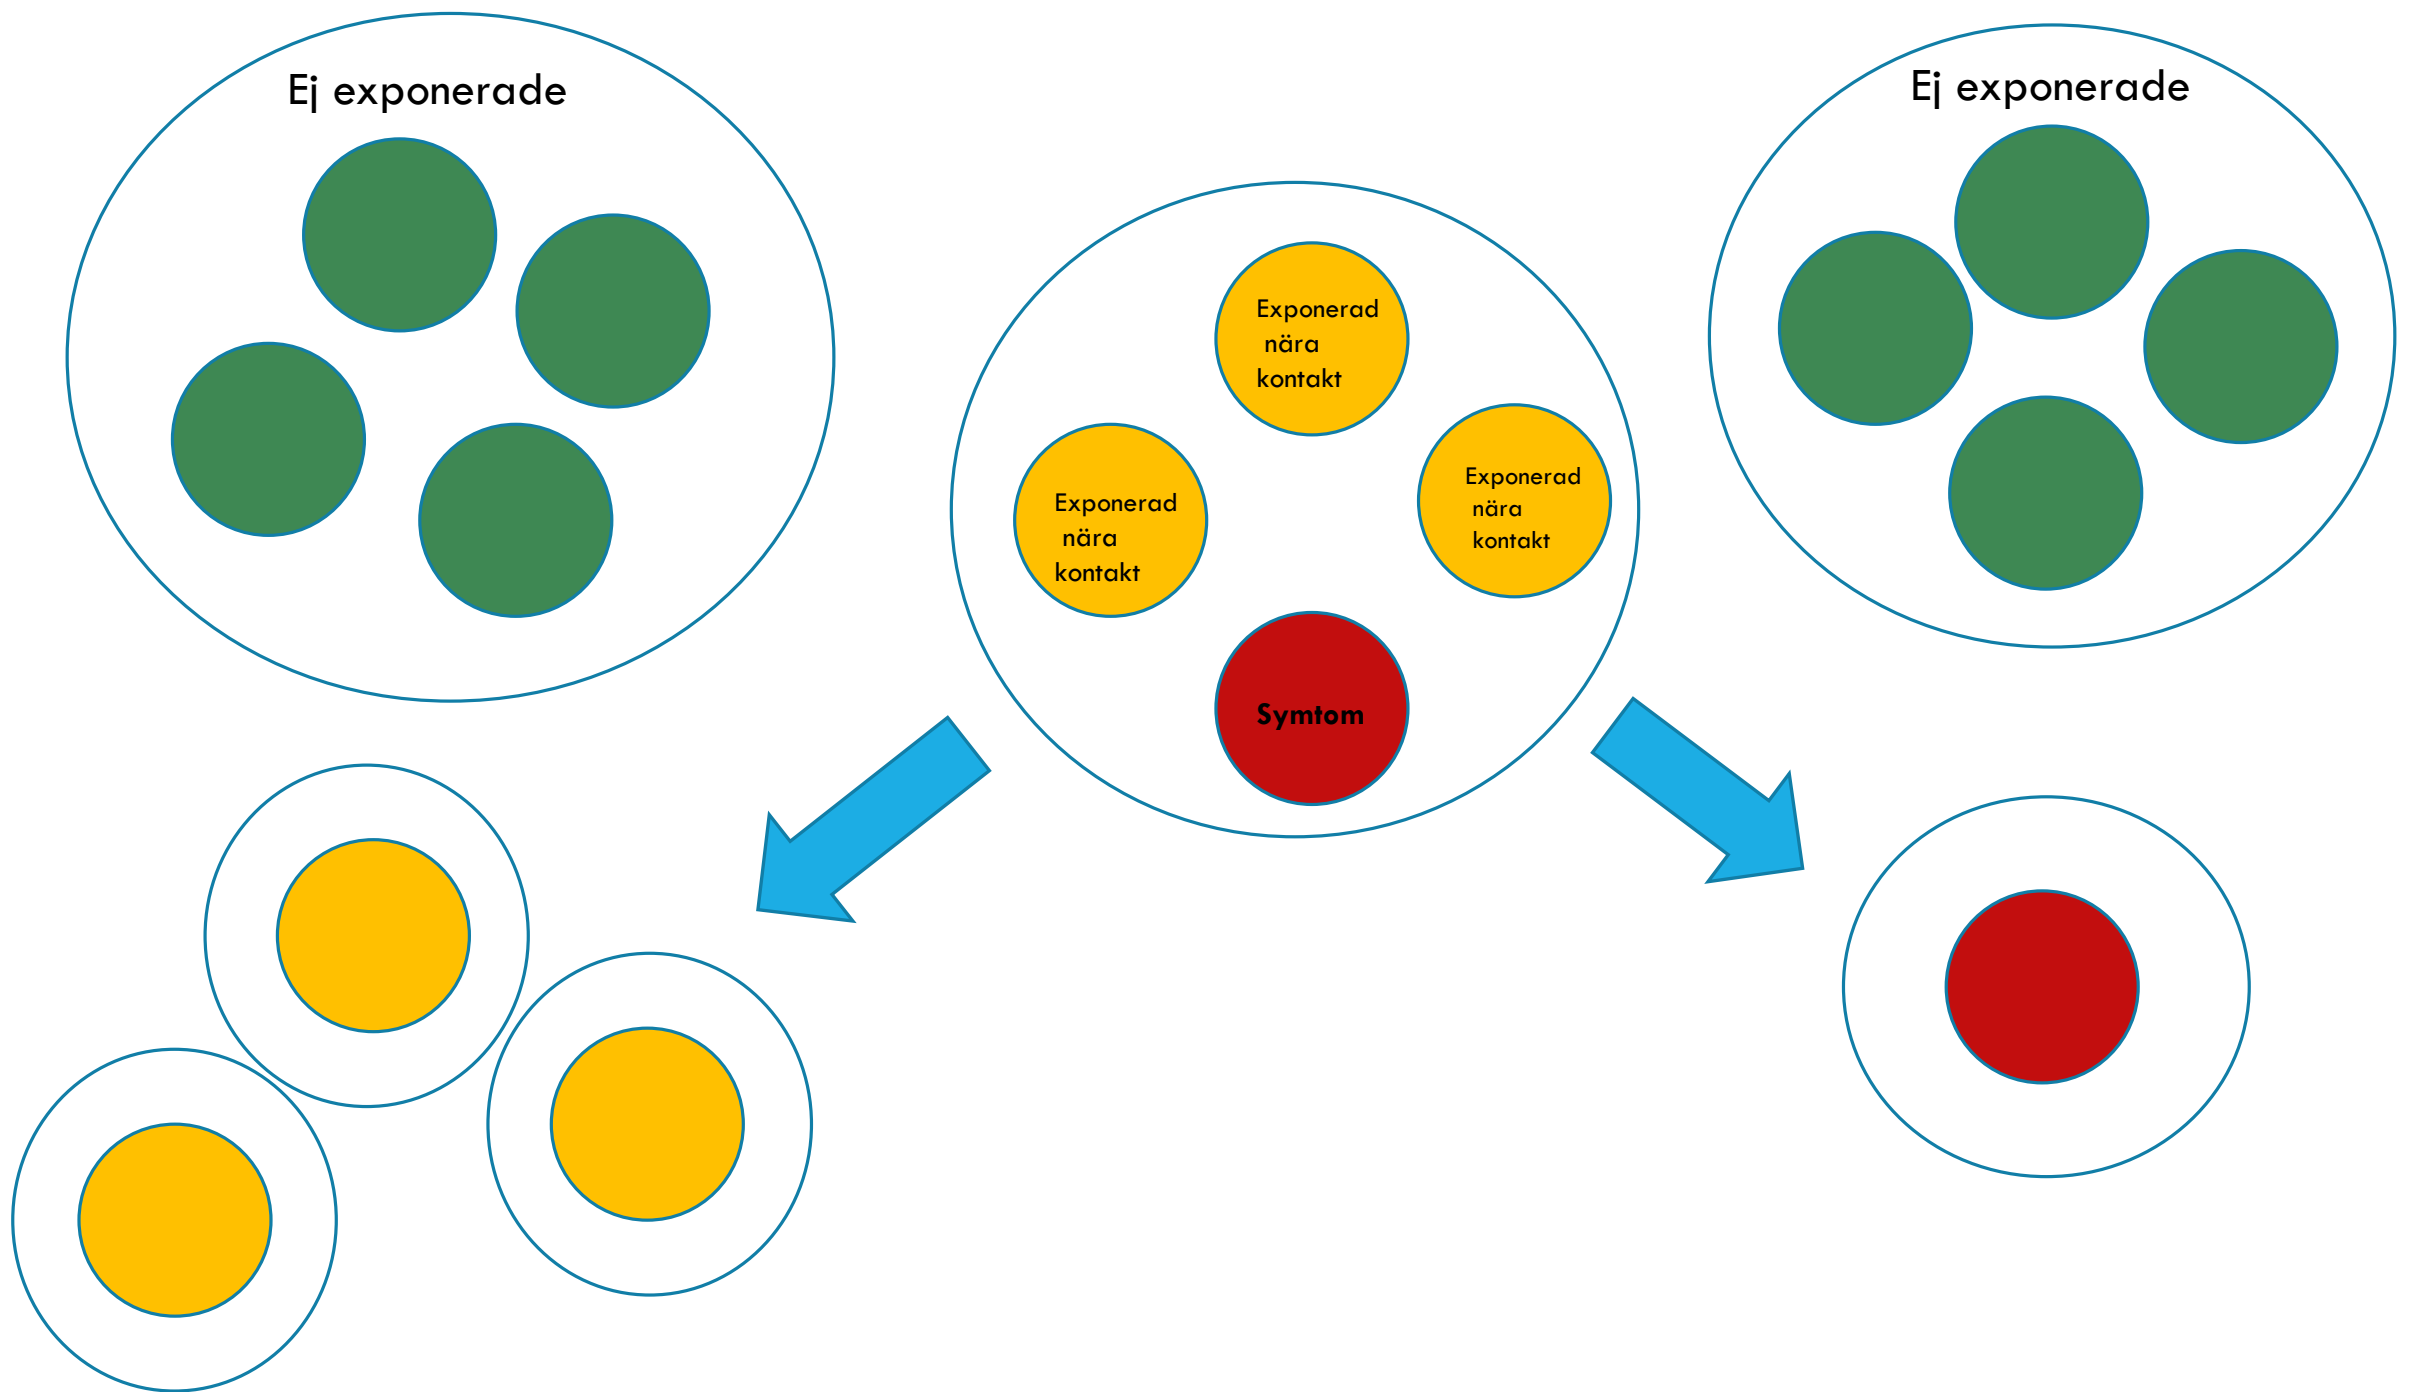 Ej exponerade
Ej exponerade
Exponerad
nära
kontakt
Exponerad
nära
kontakt
Exponerad
nära
kontakt
Symtom